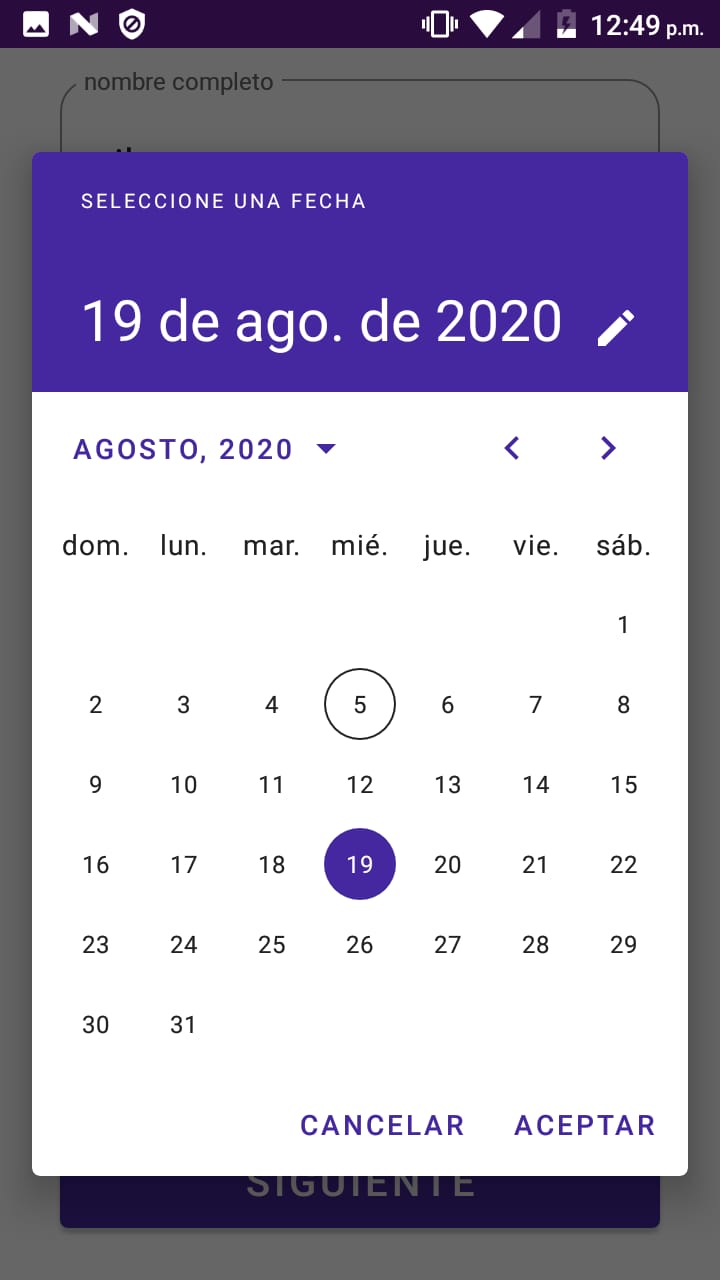 12:49 p.m.
nombre completo
SELECCIONE UNA FECHA
19 de ago. de 2020
AGOSTO, 2020
dom. lun. mar. mié. jue. vie. sáb.
1
2 3 4 5 6 7 8
9 10 11 12 13 14 15
16 17 18 19 20 21 22
23 24 25 26 27 28 29
30 31
CANCELAR ACEPTAR
SIGUIENTE